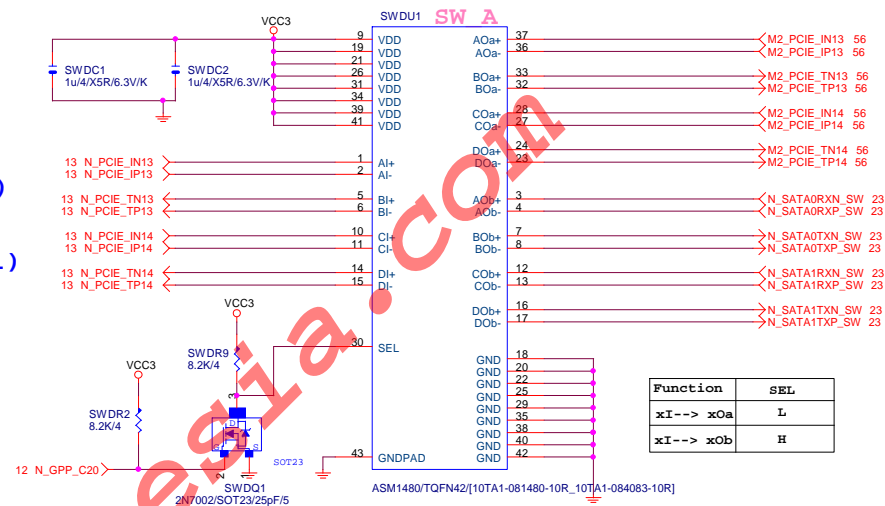 SWDU1 SW_A
VCC3
9 VDD
19 VDD
21 VDD
26 VDD
31 VDD
34 VDD
39 VDD
41 VDD
SWDC1
1u/4/X5R/6.3V/K
SWDC2
1u/4/X5R/6.3V/K
AOa+ 37 M2_PCIE_IN13 56
AOa- 36 M2_PCIE_IP13 56
BOa+ 33 M2_PCIE_TN13 56
BOa- 32 M2_PCIE_TP13 56
COa+ 28 M2_PCIE_IN14 56
COa- 27 M2_PCIE_IP14 56
DOa+ 24 M2_PCIE_TN14 56
DOa- 23 M2_PCIE_TP14 56
13 N_PCIE_IN13 1 AI+
13 N_PCIE_IP13 2 AI-
13 N_PCIE_TN13 5 BI+
13 N_PCIE_TP13 6 BI-
13 N_PCIE_IN14 10 CI+
13 N_PCIE_IP14 11 CI-
13 N_PCIE_TN14 14 DI+
13 N_PCIE_TP14 15 DI-
AOb+ 3 N_SATA0RXN_SW 23
AOb- 4 N_SATA0RXP_SW 23
BOb+ 7 N_SATA0TXN_SW 23
BOb- 8 N_SATA0TXP_SW 23
COb+ 12 N_SATA1RXN_SW 23
COb- 13 N_SATA1RXP_SW 23
DOb+ 16 N_SATA1TXN_SW 23
DOb- 17 N_SATA1TXP_SW 23
)
)
VCC3
SWDR9
8.2K/4
30 SEL
VCC3
SWDR2
8.2K/4
3
D
G S
2 1
SOT23
12 N_GPP_C20
SWDQ1
2N7002/SOT23/25pF/5
43 GNDPAD
GND 18
GND 20
GND 22
GND 25
GND 29
GND 35
GND 38
GND 40
GND 42
ASM1480/TQFN42/[10TA1-081480-10R_10TA1-084083-10R]
Function SEL
xI--> xOa L
xI--> xOb H
esia.com